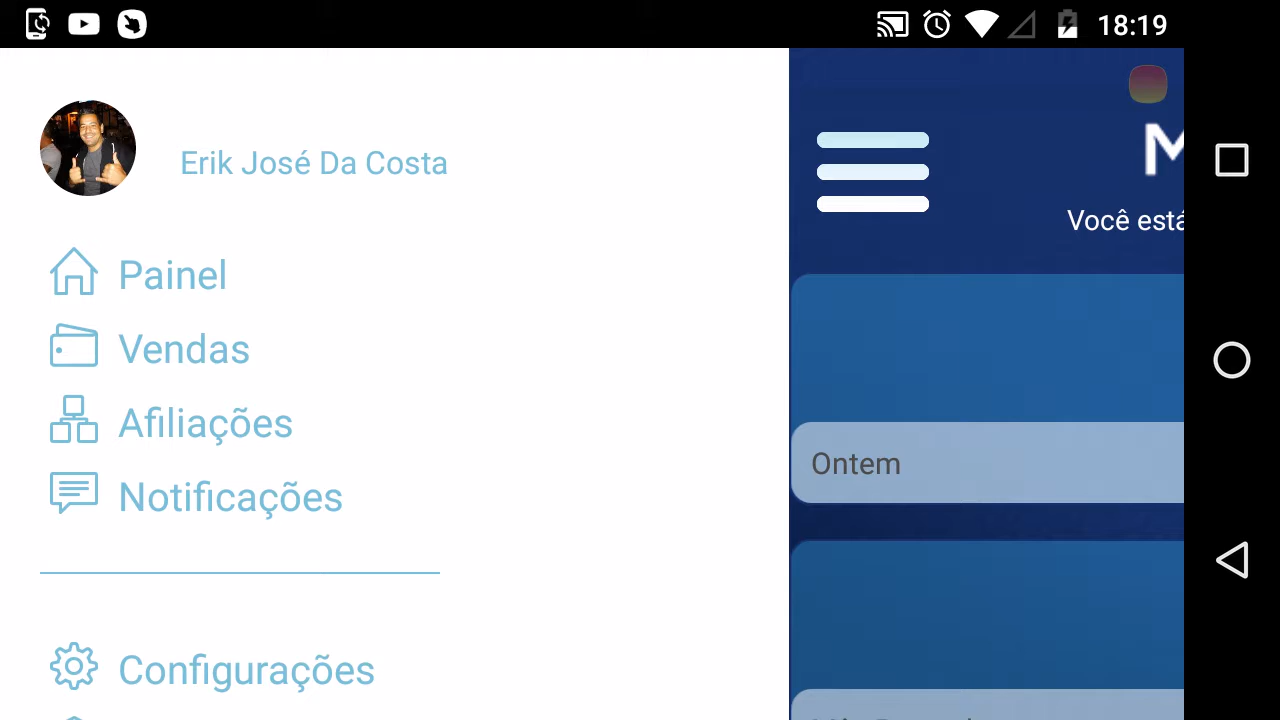 18:19
Erik José Da Costa
Painel
Vendas
Afiliações
Notificações
Configurações
M
Você está
Ontem